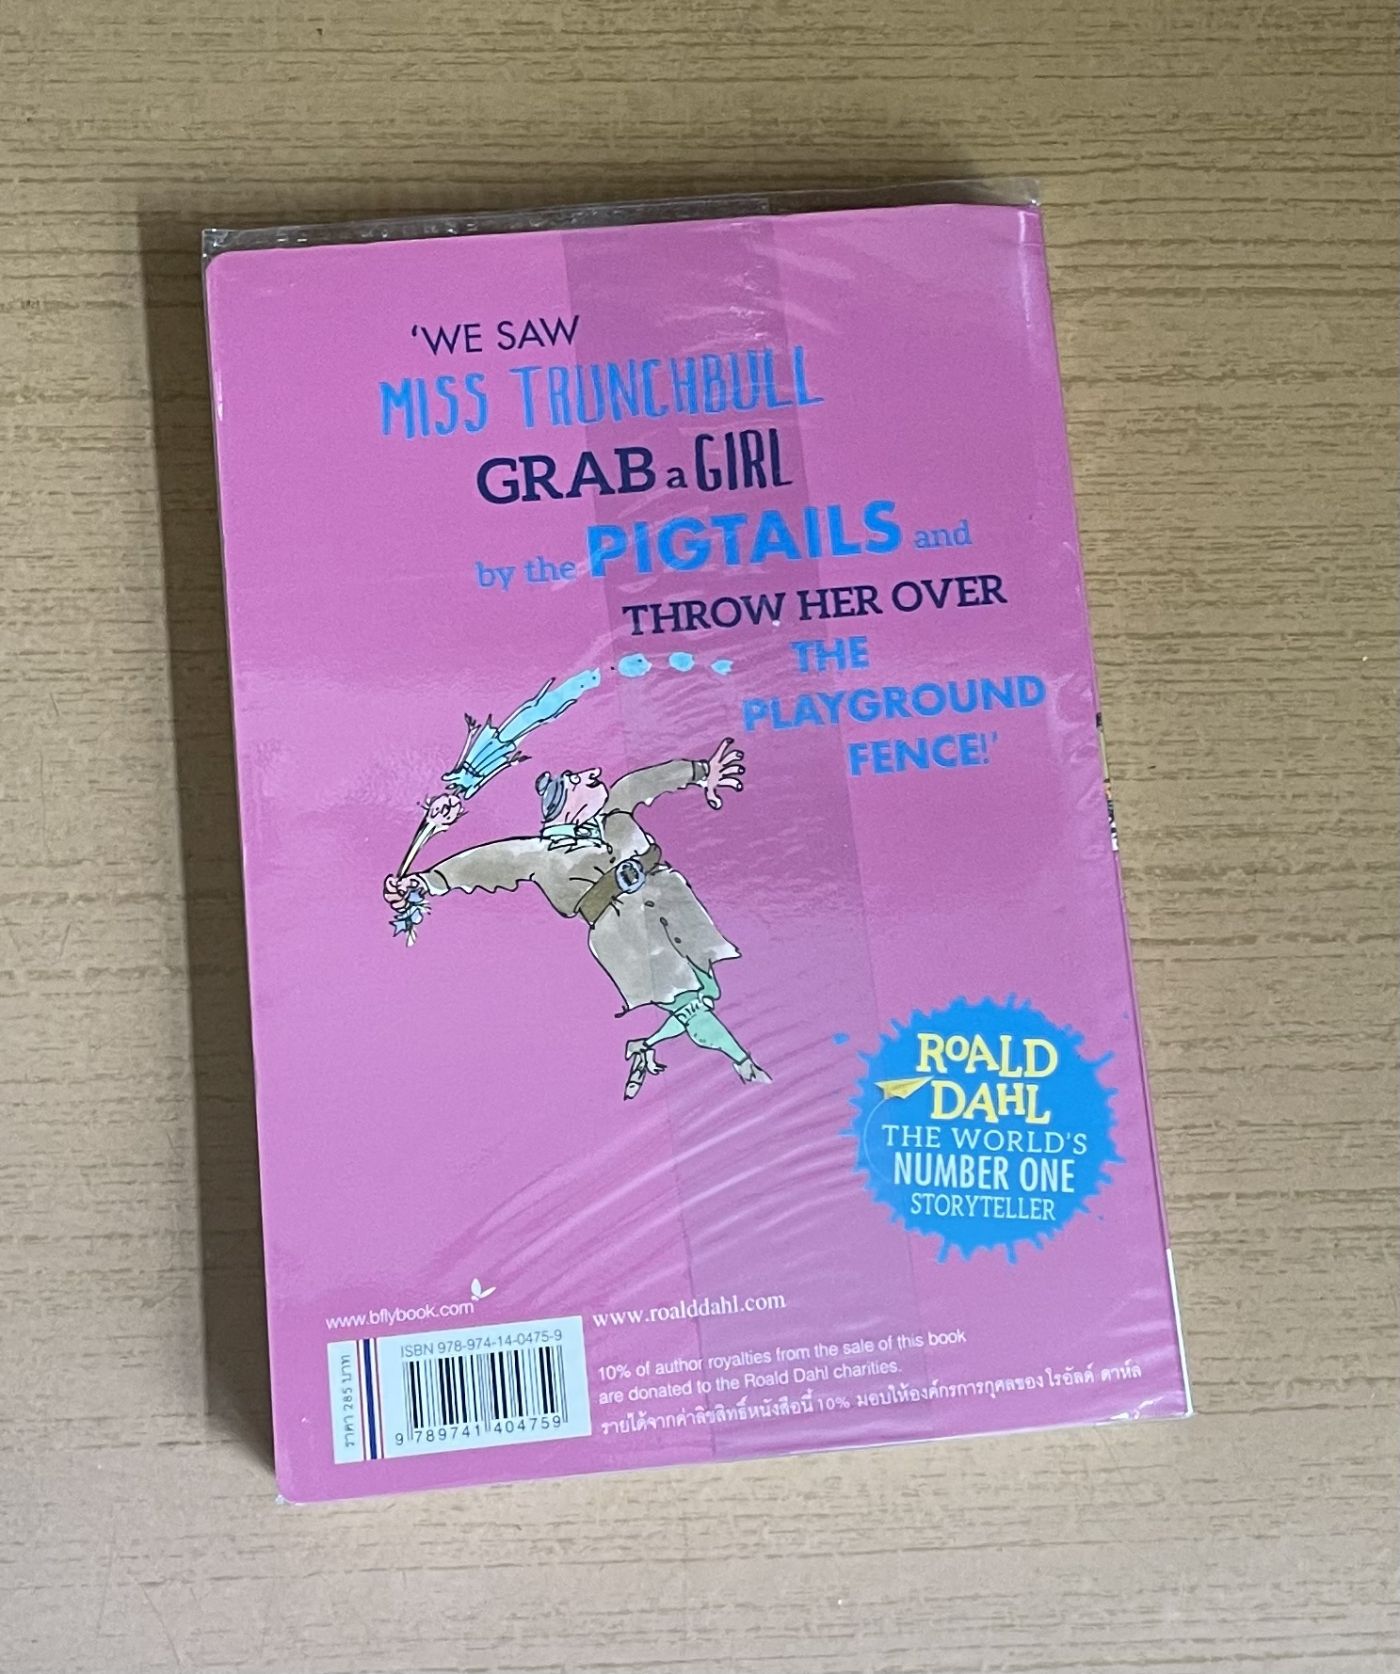 ‘WE SAW
MISS TRUNCHBULL
GRAB a GIRL
by the PIGTAILS and
THROW HER OVER
THE
PLAYGROUND
FENCE!’
ROALD
DAHL
THE WORLD'S
NUMBER ONE
STORYTELLER
www.bflybook.com
www.roalddahl.com
ราคา 285 บาท
ISBN 978-974-14-0475-9
9 789741 404759
10% of author royalties from the sale of this book
are donated to the Roald Dahl charities.
รายได้จากค่าลิขสิทธิ์หนังสือนี้ 10% มอบให้องค์กรการกุศลของ โรอัลด์ ดาห์ล